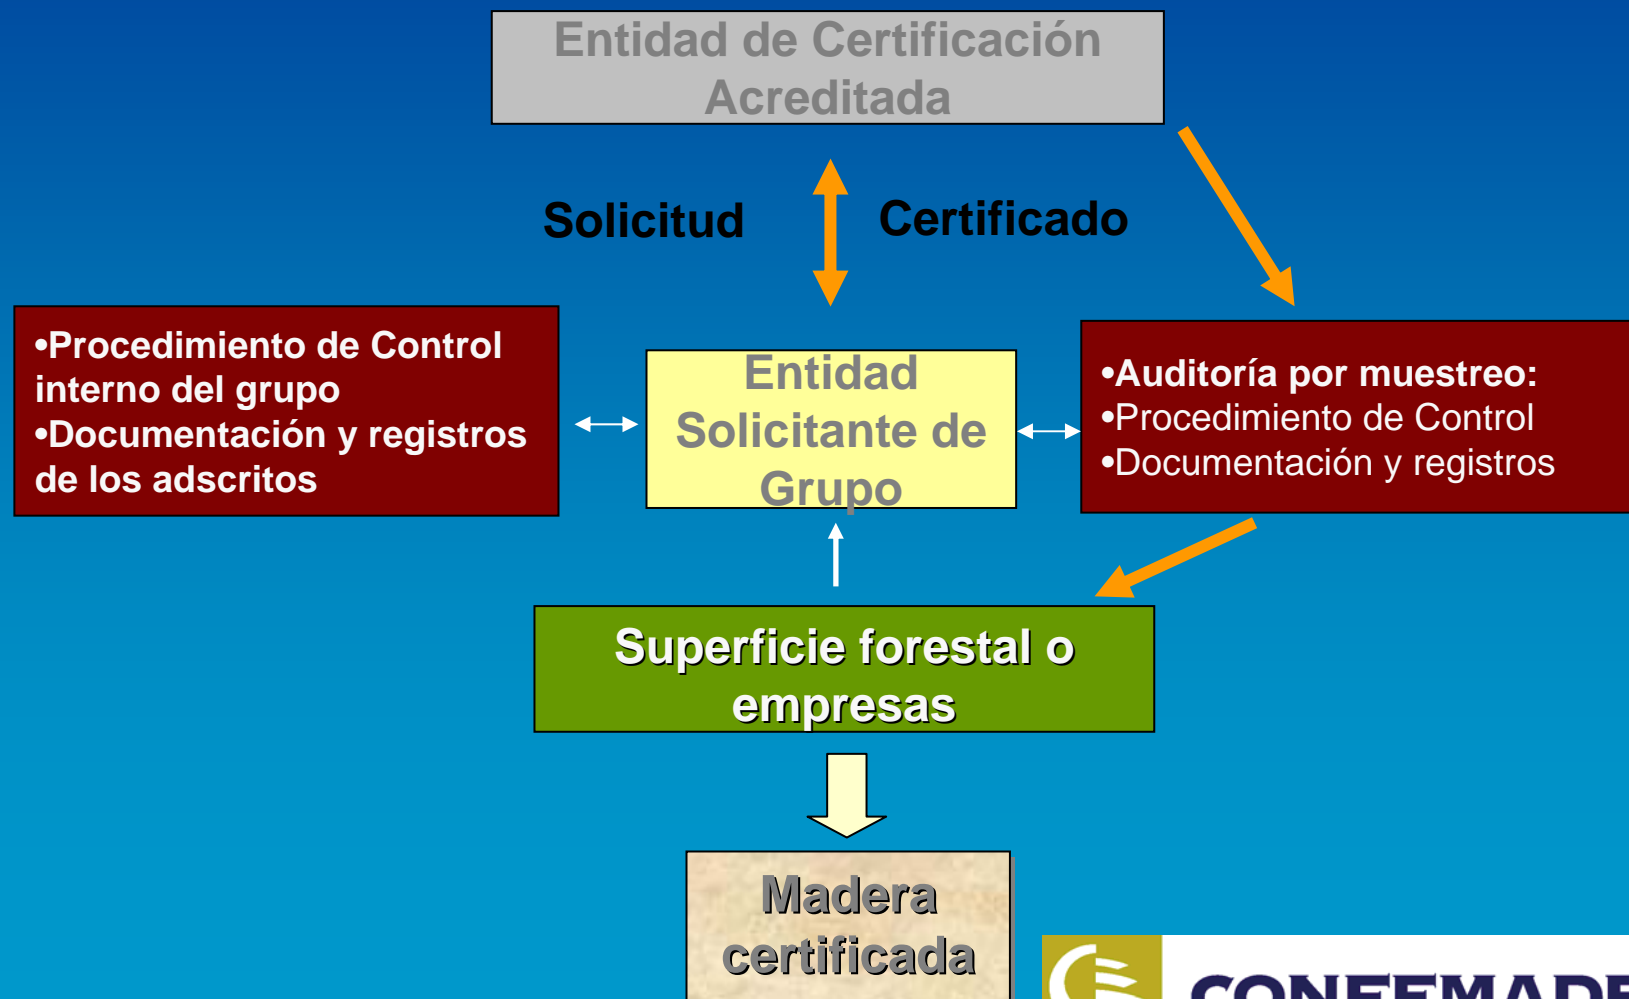 Entidad de Certificación
Acreditada
Solicitud
Certificado
•Procedimiento de Control
interno del grupo
•Documentación y registros
de los adscritos
Entidad
Solicitante de
Grupo
•Auditoría por muestreo:
•Procedimiento de Control
•Documentación y registros
Superficie forestal o
empresas
Madera
certificada